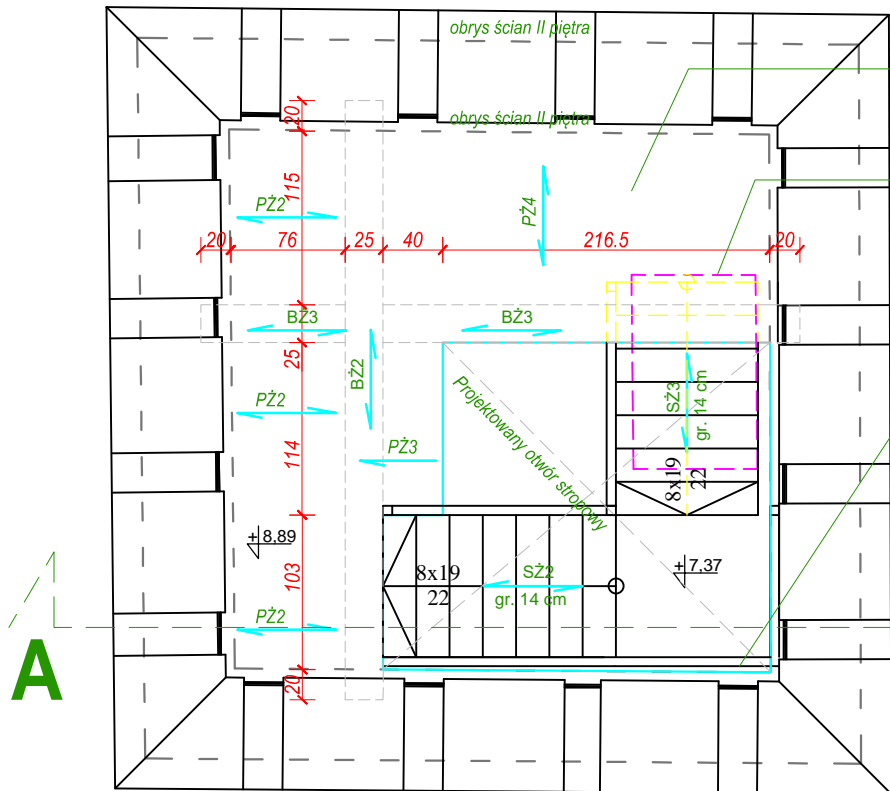 obrys ścian II piętra
obrys ścian II piętra
20
115
PŻ2
PŻ4
20
76
25
40
216.5
20
BŻ3
BŻ3
25
BŻ2
PŻ2
PŻ3
114
Projektowany otwór stropowy
SŻ3
gr. 14 cm
8x19
22
+8,89
103
8x19
22
SŻ2
gr. 14 cm
+7,37
PŻ2
A
20